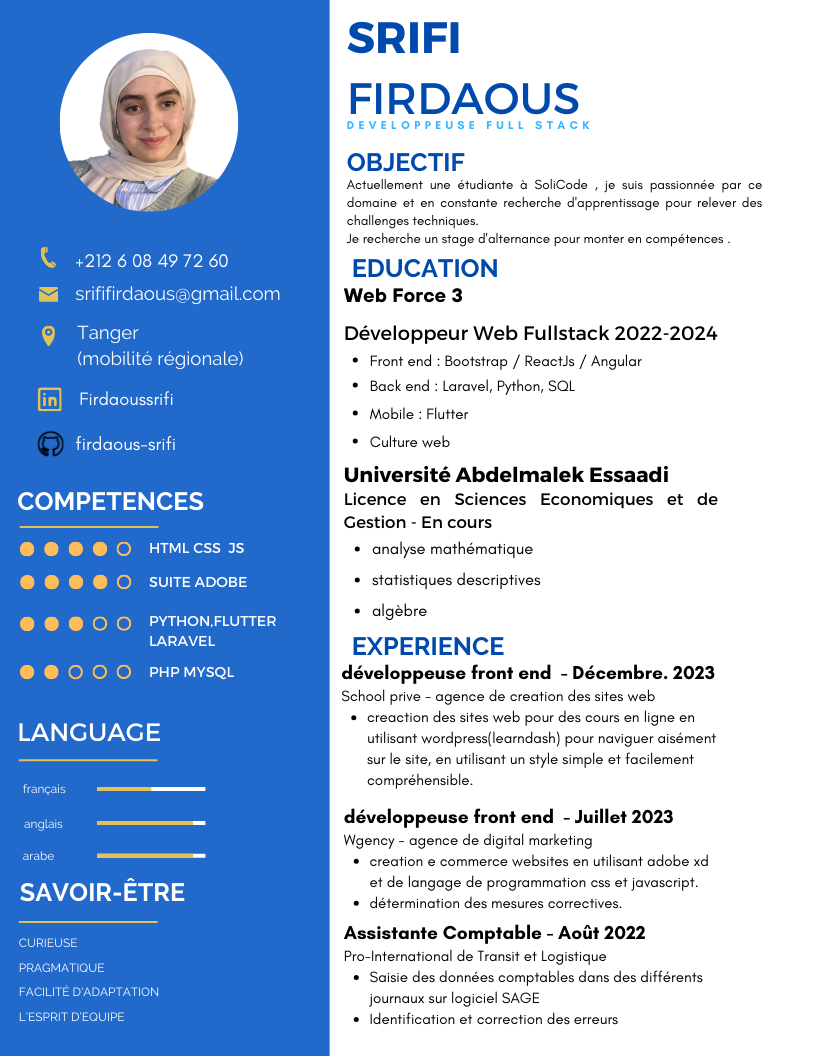 +212 6 08 49 72 60
srififirdaous@gmail.com
Tanger
(mobilité régionale)
Firdaoussrifi
firdaous-srifi
COMPETENCES
HTML CSS JS
SUITE ADOBE
PYTHON,FLUTTER
LARAVEL
PHP MYSQL
LANGUAGE
français
anglais
arabe
SAVOIR-ÊTRE
CURIEUSE
PRAGMATIQUE
FACILITÉ D'ADAPTATION
L'ESPRIT D'EQUIPE
SRIFI
FIRDAOUS
DEVELOPPEUSE FULL STACK
OBJECTIF
Actuellement une étudiante à SoliCode , je suis passionnée par ce
domaine et en constante recherche d'apprentissage pour relever des
challenges techniques.
Je recherche un stage d'alternance pour monter en compétences .
EDUCATION
Web Force 3
Développeur Web Fullstack 2022-2024
• Front end : Bootstrap / ReactJs / Angular
• Back end : Laravel, Python, SQL
• Mobile : Flutter
• Culture web
Université Abdelmalek Essaadi
Licence en Sciences Economiques et de
Gestion - En cours
• analyse mathématique
• statistiques descriptives
• algèbre
EXPERIENCE
développeuse front end - Décembre. 2023
School prive - agence de creation des sites web
• creaction des sites web pour des cours en ligne en
utilisant wordpress(learndash) pour naviguer aisément
sur le site, en utilisant un style simple et facilement
compréhensible.
développeuse front end - Juillet 2023
Wgency - agence de digital marketing
• creation e commerce websites en utilisant adobe xd
et de langage de programmation css et javascript.
• détermination des mesures correctives.
Assistante Comptable - Août 2022
Pro-International de Transit et Logistique
• Saisie des données comptables dans des différents
journaux sur logiciel SAGE
• Identification et correction des erreurs